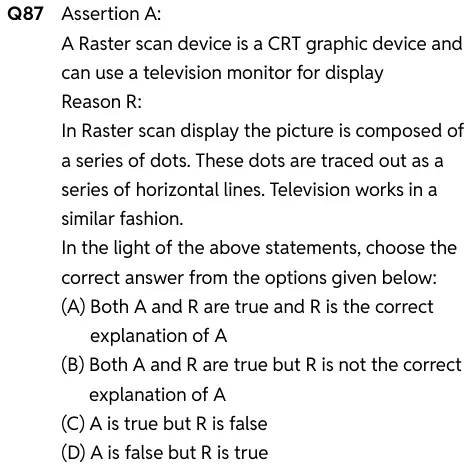 Q87 Assertion A:
A Raster scan device is a CRT graphic device and
can use a television monitor for display
Reason R:
In Raster scan display the picture is composed of
a series of dots. These dots are traced out as a
series of horizontal lines. Television works in a
similar fashion.
In the light of the above statements, choose the
correct answer from the options given below:
(A) Both A and R are true and R is the correct
explanation of A
(B) Both A and R are true but R is not the correct
explanation of A
(C) A is true but R is false
(D) A is false but R is true